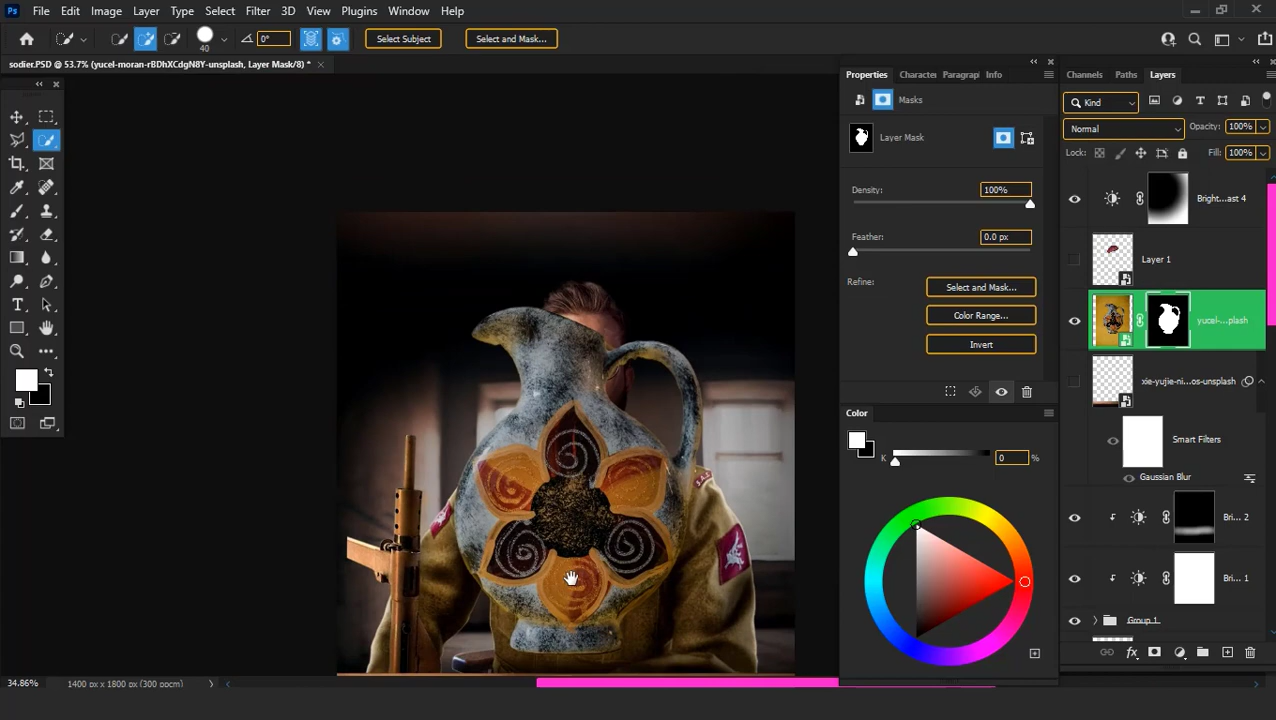 Ps File Edit Image Layer Type Select Filter 3D View Plugins Window Help
40 0° Select Subject Select and Mask...
sodier.PSD @ 53.7% (yucel-moran-rBDhXCdgN8Y-unsplash, Layer Mask/8) *
Properties Character Paragrap Info
Channels Paths Layers
Masks
Kind
Layer Mask
Normal Opacity: 100%
Lock: Fill: 100%
Density: 100%
Bright...ast 4
Feather: 0.0 px
Layer 1
Refine: Select and Mask...
Color Range...
yucel-...plash
Invert
xie-yujie-ni...os-unsplash
Color
Smart Filters
K 0 %
Gaussian Blur
Bri... 2
Bri... 1
Group 1
34.86% 1400 px x 1800 px (300 ppcm)
fx